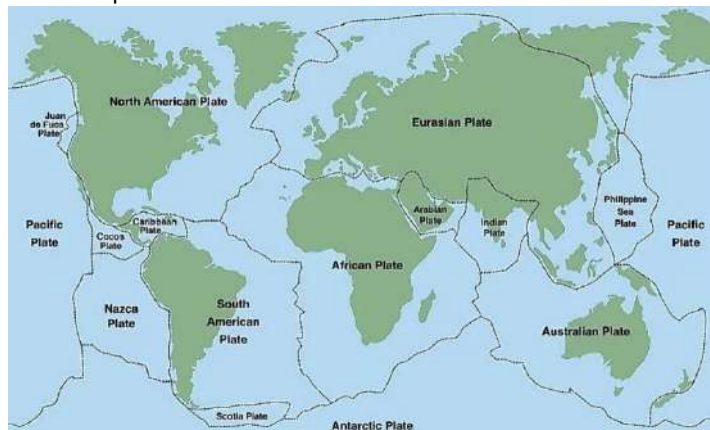 North American Plate
Juan
de Fuca
Plate
Eurasian Plate
Caribbean
Plate
Arabian
Plate
Indian
Plate
Philippine
Sea
Plate
Pacific
Plate
Cocos
Plate
Pacific
Plate
African Plate
Nazca
Plate
South
American
Plate
Australian Plate
Scotia Plate
Antarctic Plate